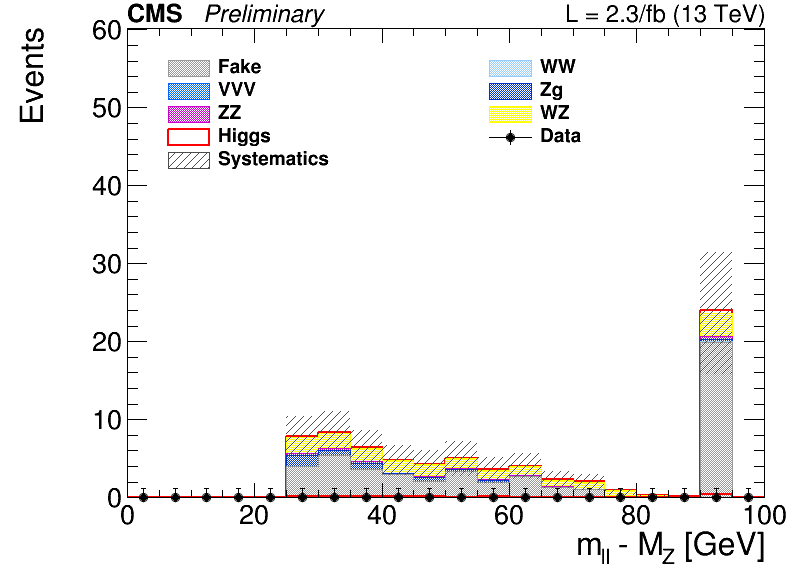 CMS Preliminary L = 2.3/fb (13 TeV)
Events
60
50
40
30
20
10
0
Fake WW
VVV Zg
ZZ WZ
Higgs Data
Systematics
0 20 40 60 80 100
m_ll - M_Z [GeV]